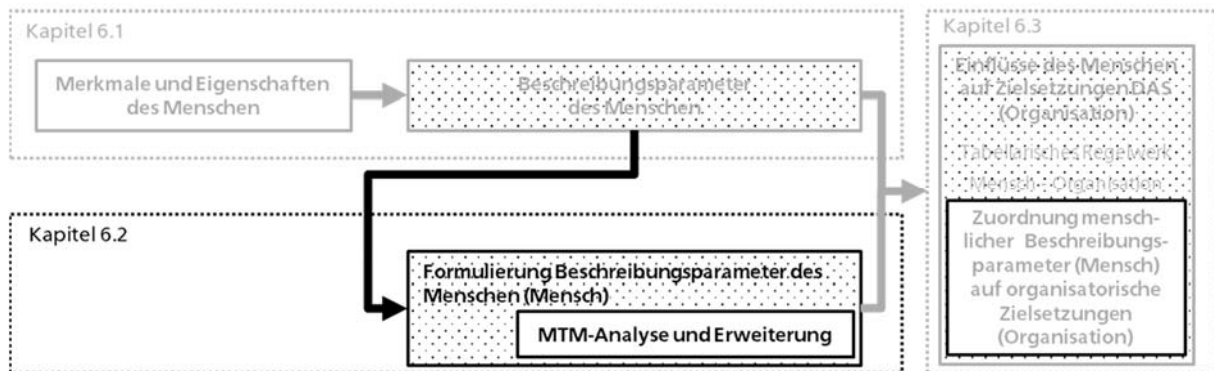 Kapitel 6.1
Merkmale und Eigenschaften
des Menschen
Beschreibungsparameter
des Menschen
Kapitel 6.2
Formulierung Beschreibungsparameter des
Menschen (Mensch)
MTM-Analyse und Erweiterung
Kapitel 6.3
Einflüsse des Menschen
auf Zielsetzungen DAS
(Organisation)
Tabellarisches Regelwerk
Mensch - Organisation
Zuordnung mensch-
licher Beschreibungs-
parameter (Mensch)
auf organisatorische
Zielsetzungen
(Organisation)